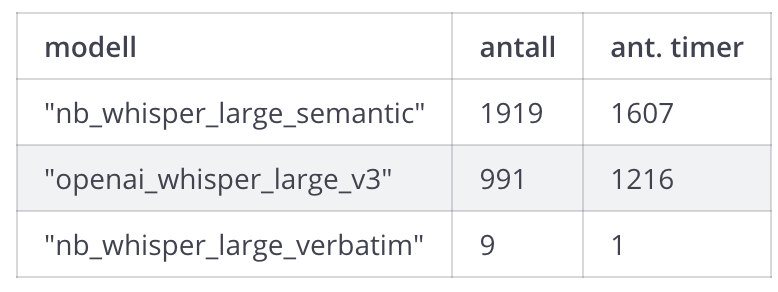 modell antall ant. timer
"nb_whisper_large_semantic" 1919 1607
"openai_whisper_large_v3" 991 1216
"nb_whisper_large_verbatim" 9 1